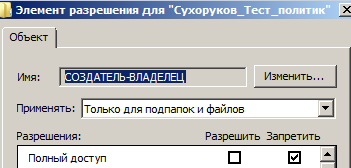 Элемент разрешения для "Сухоруков_Тест_политик"
Объект
Имя: СОЗДАТЕЛЬ-ВЛАДЕЛЕЦ Изменить...
Применять: Только для подпапок и файлов
Разрешения: Разрешить Запретить
Полный доступ